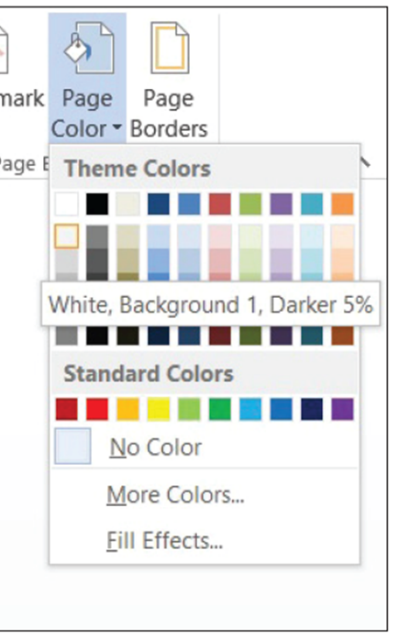 mark Page Page
Color Borders
Page
Theme Colors
White, Background 1, Darker 5%
Standard Colors
No Color
More Colors...
Fill Effects...